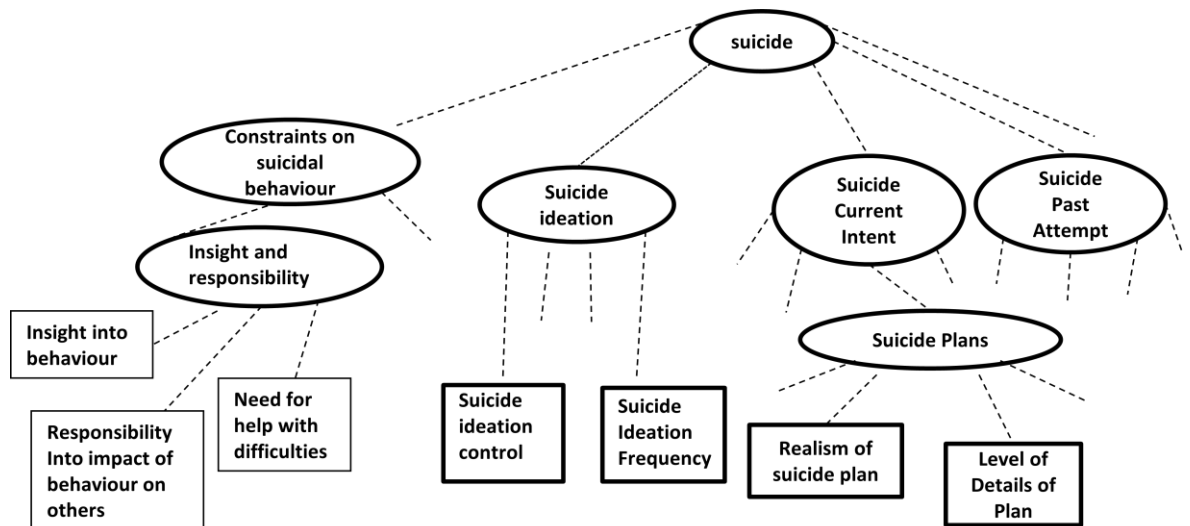 suicide
Constraints on
suicidal
behaviour
Suicide
ideation
Suicide
Current
Intent
Suicide
Past
Attempt
Insight and
responsibility
Insight into
behaviour
Suicide Plans
Need for
help with
difficulties
Responsibility
Into impact of
behaviour on
others
Suicide
ideation
control
Suicide
Ideation
Frequency
Realism of
suicide plan
Level of
Details of
Plan